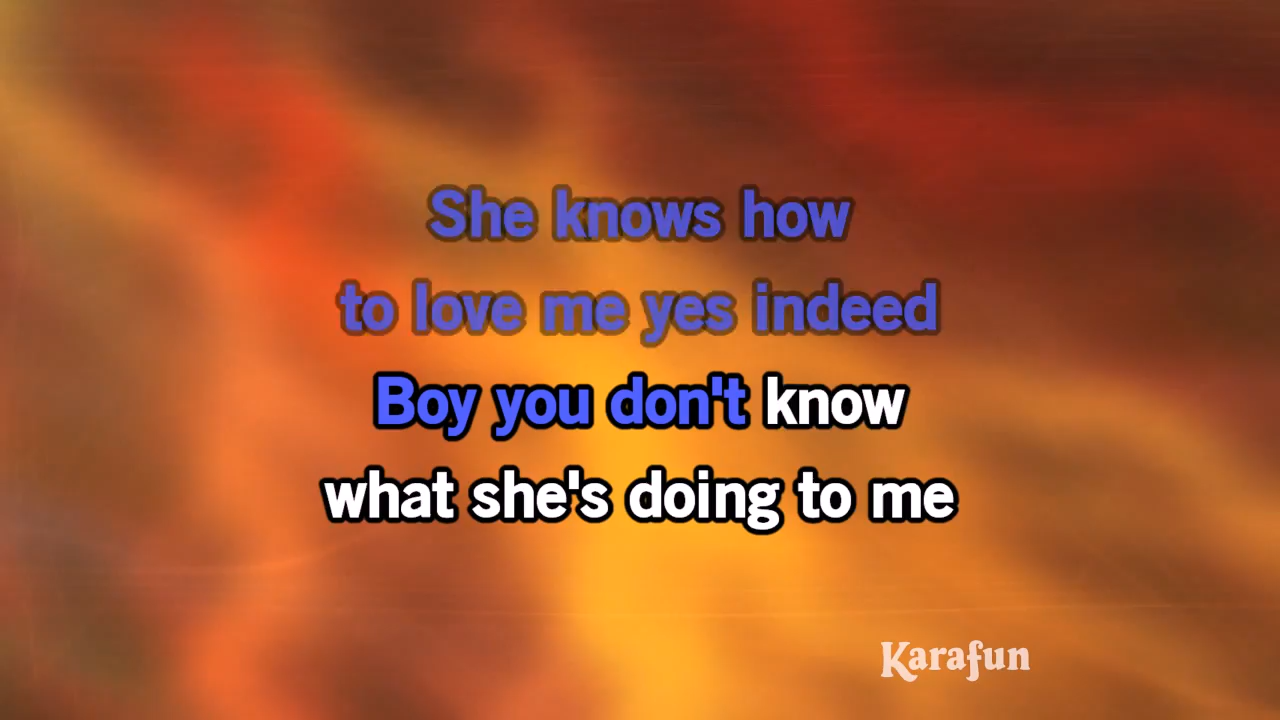 She knows how
to love me yes indeed
Boy you don't know
what she's doing to me
Karafun